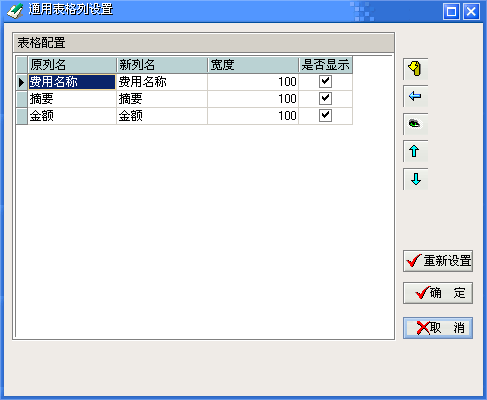 通用表格列设置
表格配置
原列名 新列名 宽度 是否显示
费用名称 费用名称 100
摘要 摘要 100
金额 金额 100
重新设置
确 定
取 消